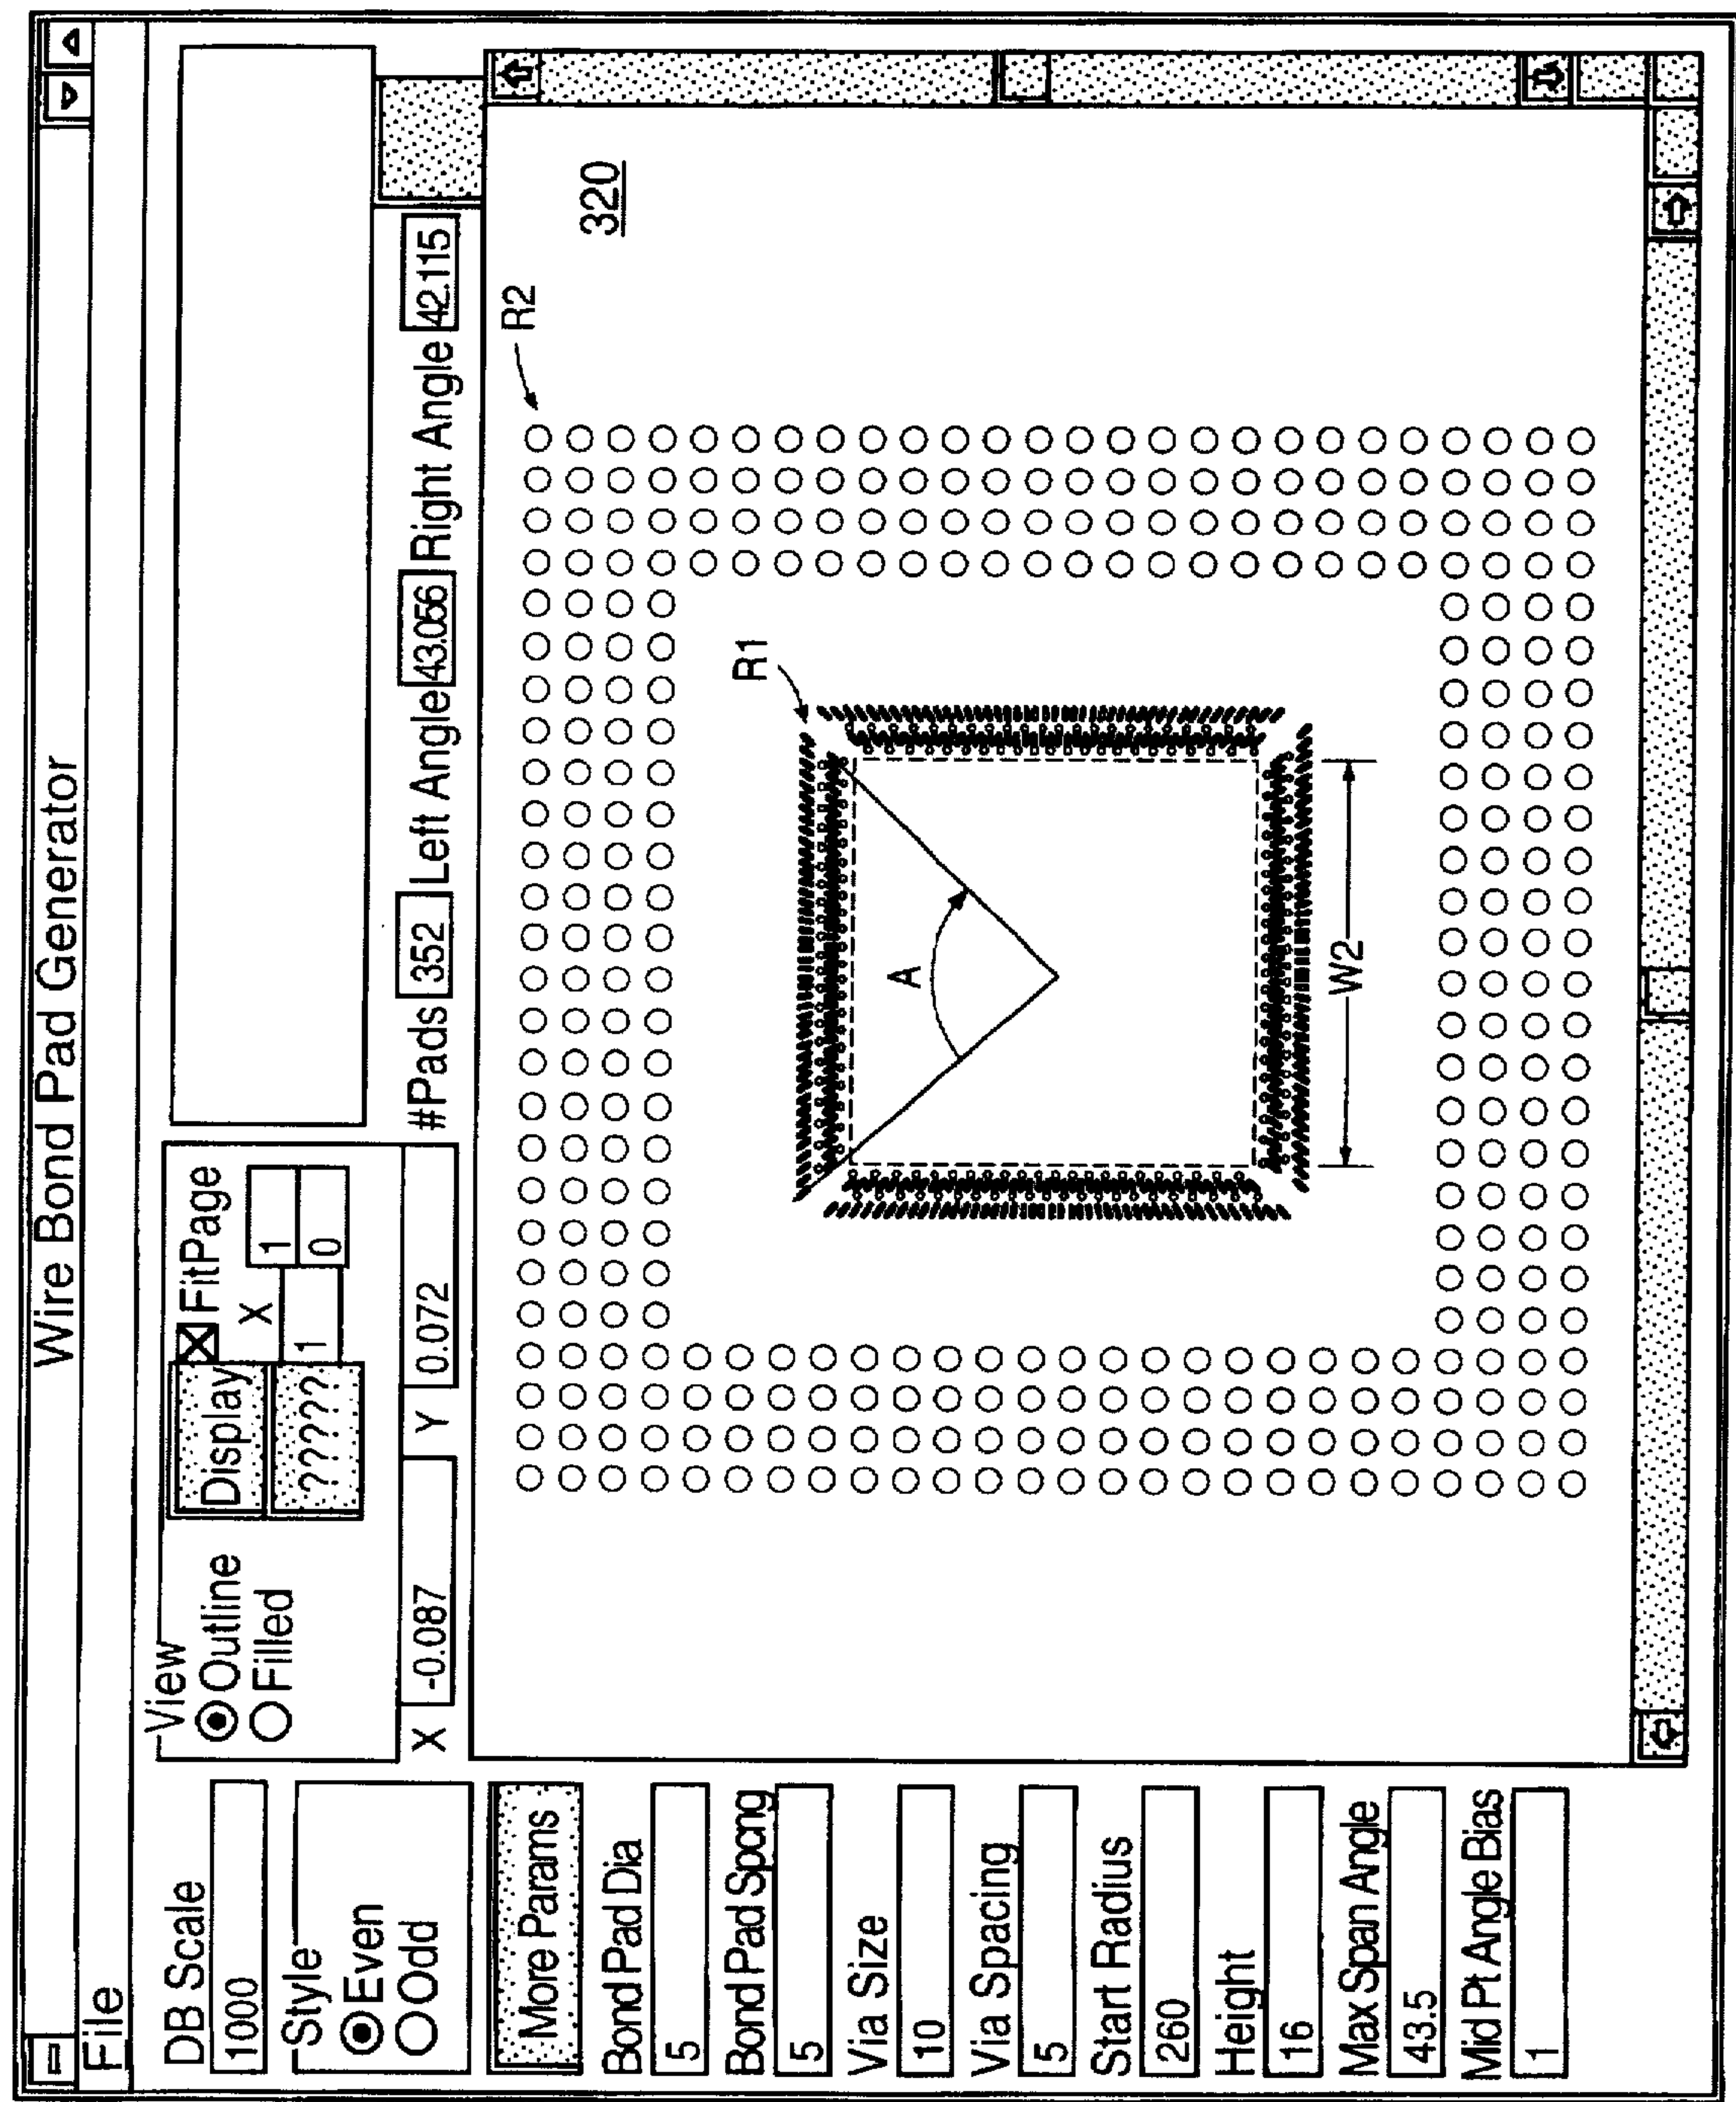 Wire Bond Pad Generator
File
DB Scale
1000
Style
Even
Odd
More Params
Bond Pad Dia
5
Bond Pad Spcng
5
Via Size
10
Via Spacing
5
Start Radius
260
Height
16
Max Span Angle
43.5
Mid Pt Angle Bias
1
View
Outline
Filled
Display
?????
FitPage
X
1
1
0
X -0.087 Y 0.072
#Pads 352 Left Angle 43.056 Right Angle 42.115
320
R2
R1
A
W2